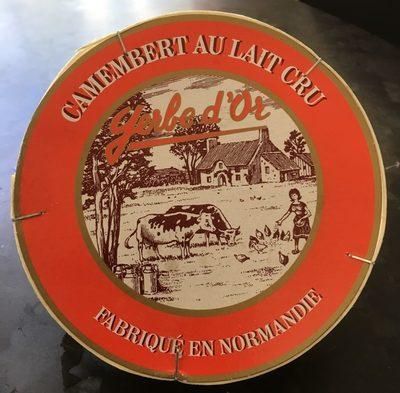 CAMEMBERT AU LAIT CRU
Gerbe d'Or
FABRIQUÉ EN NORMANDIE